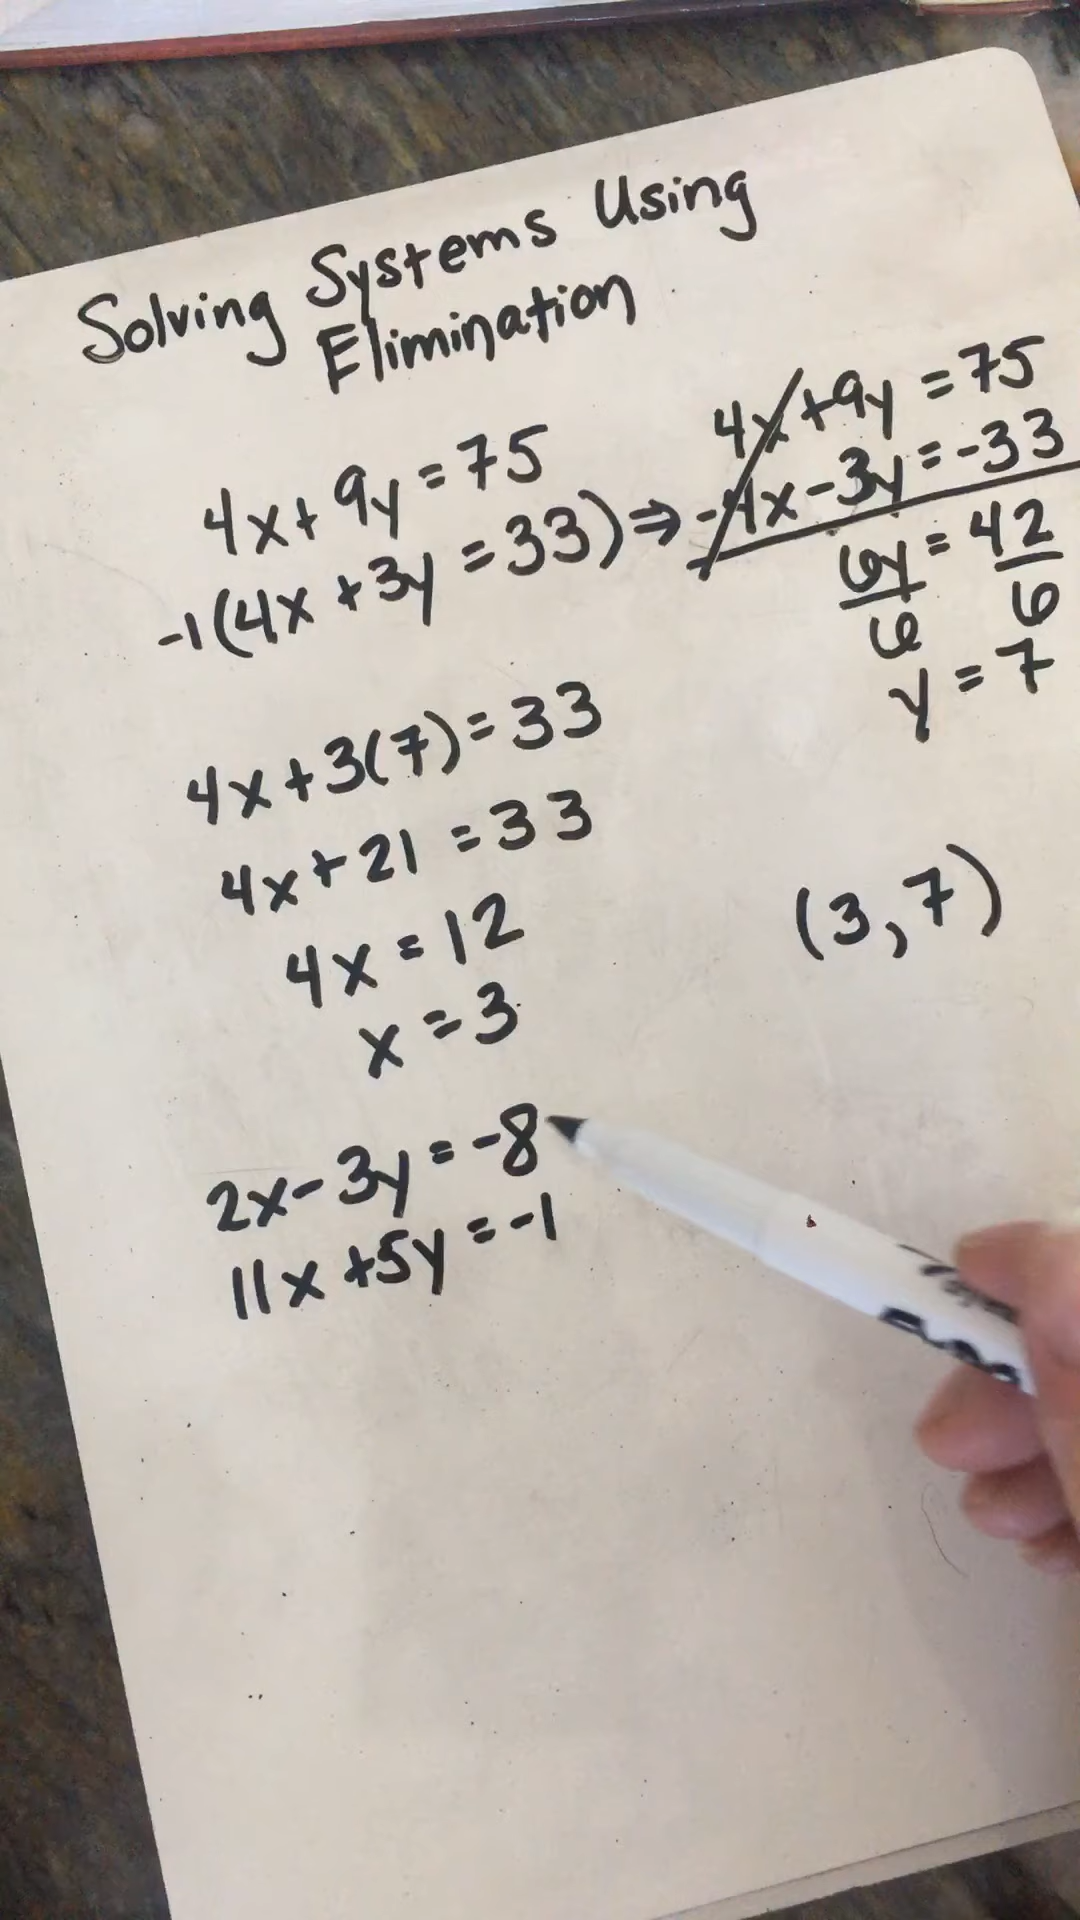 Solving Systems Using
Elimination
4x + 9y = 75
-1(4x + 3y = 33) ⇒
4x + 9y = 75
-4x - 3y = -33
6y = 42
6 6
y = 7
4x + 3(7) = 33
4x + 21 = 33
4x = 12
x = 3
(3, 7)
2x - 3y = -8
11x + 5y = -1